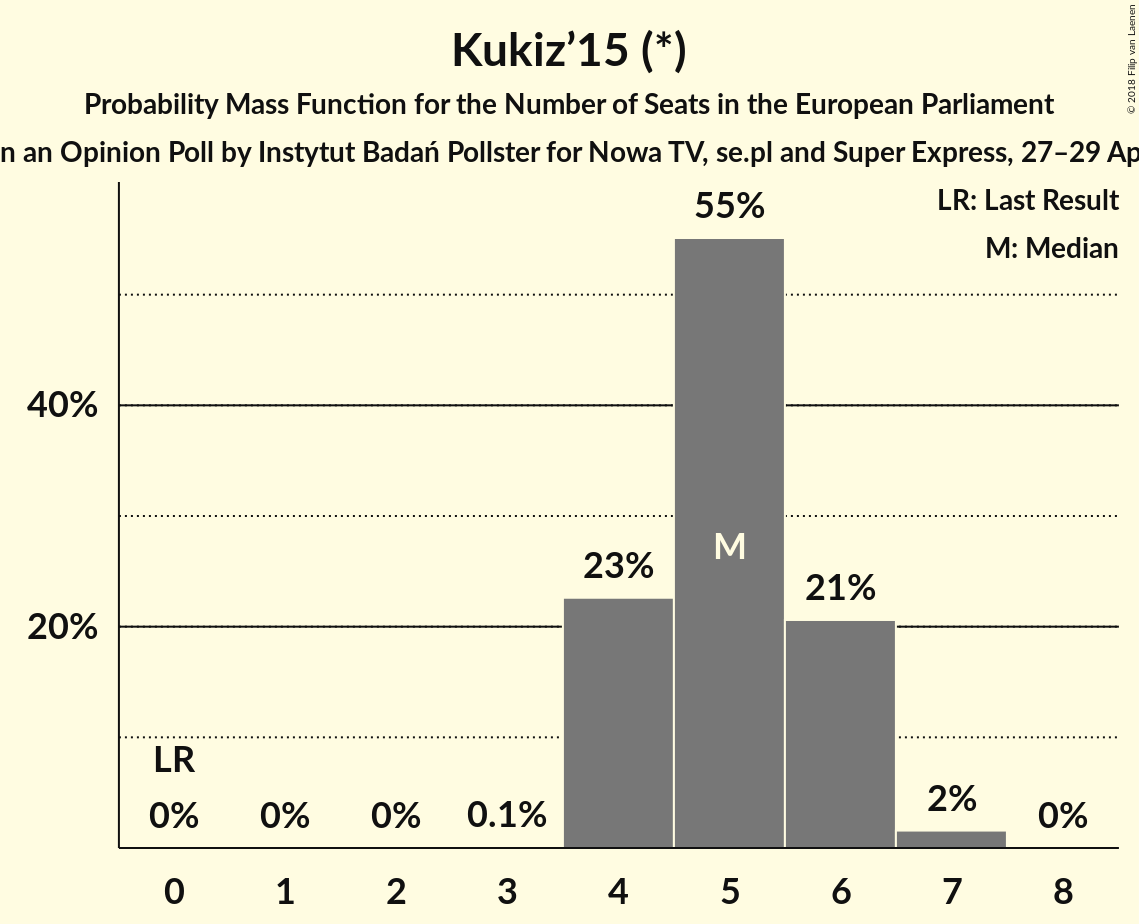 Kukiz’15 (*)
Probability Mass Function for the Number of Seats in the European Parliament
n an Opinion Poll by Instytut Badań Pollster for Nowa TV, se.pl and Super Express, 27–29 Ap
© 2018 Filip van Laenen
LR: Last Result
M: Median
55%
40%
M
23%
21%
20%
LR
0% 0% 0% 0.1% 2% 0%
0 1 2 3 4 5 6 7 8